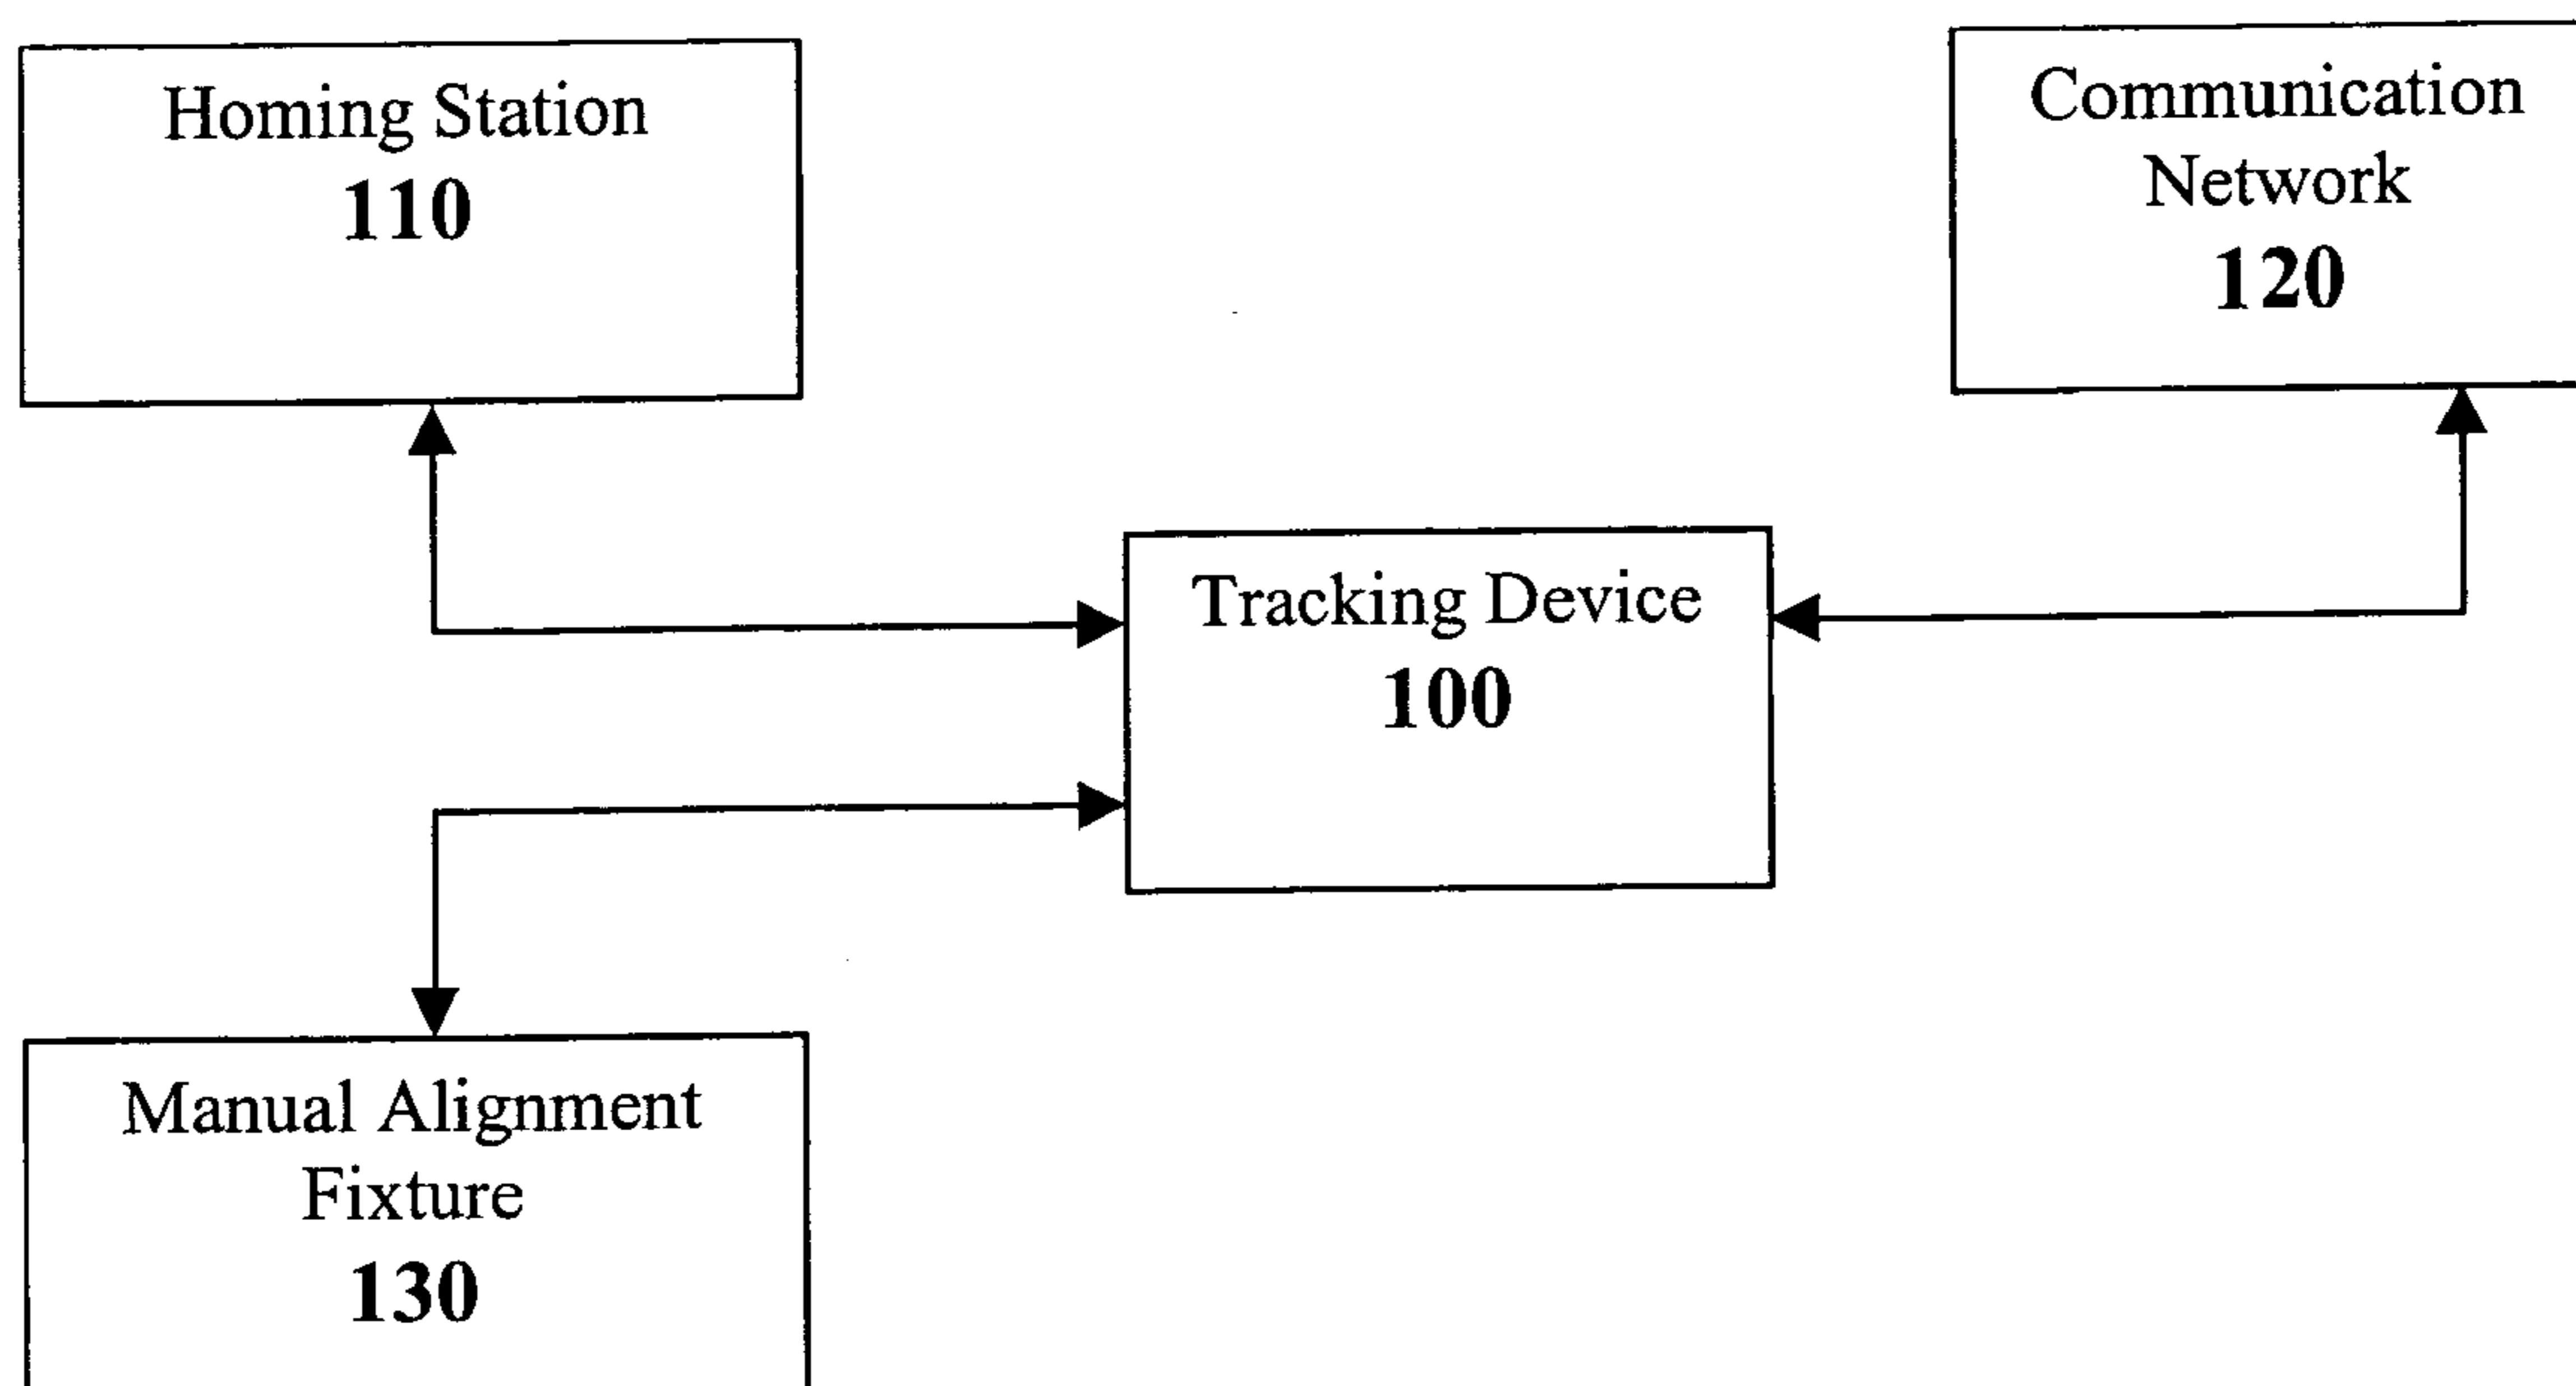 Homing Station
110
Communication
Network
120
Tracking Device
100
Manual Alignment
Fixture
130